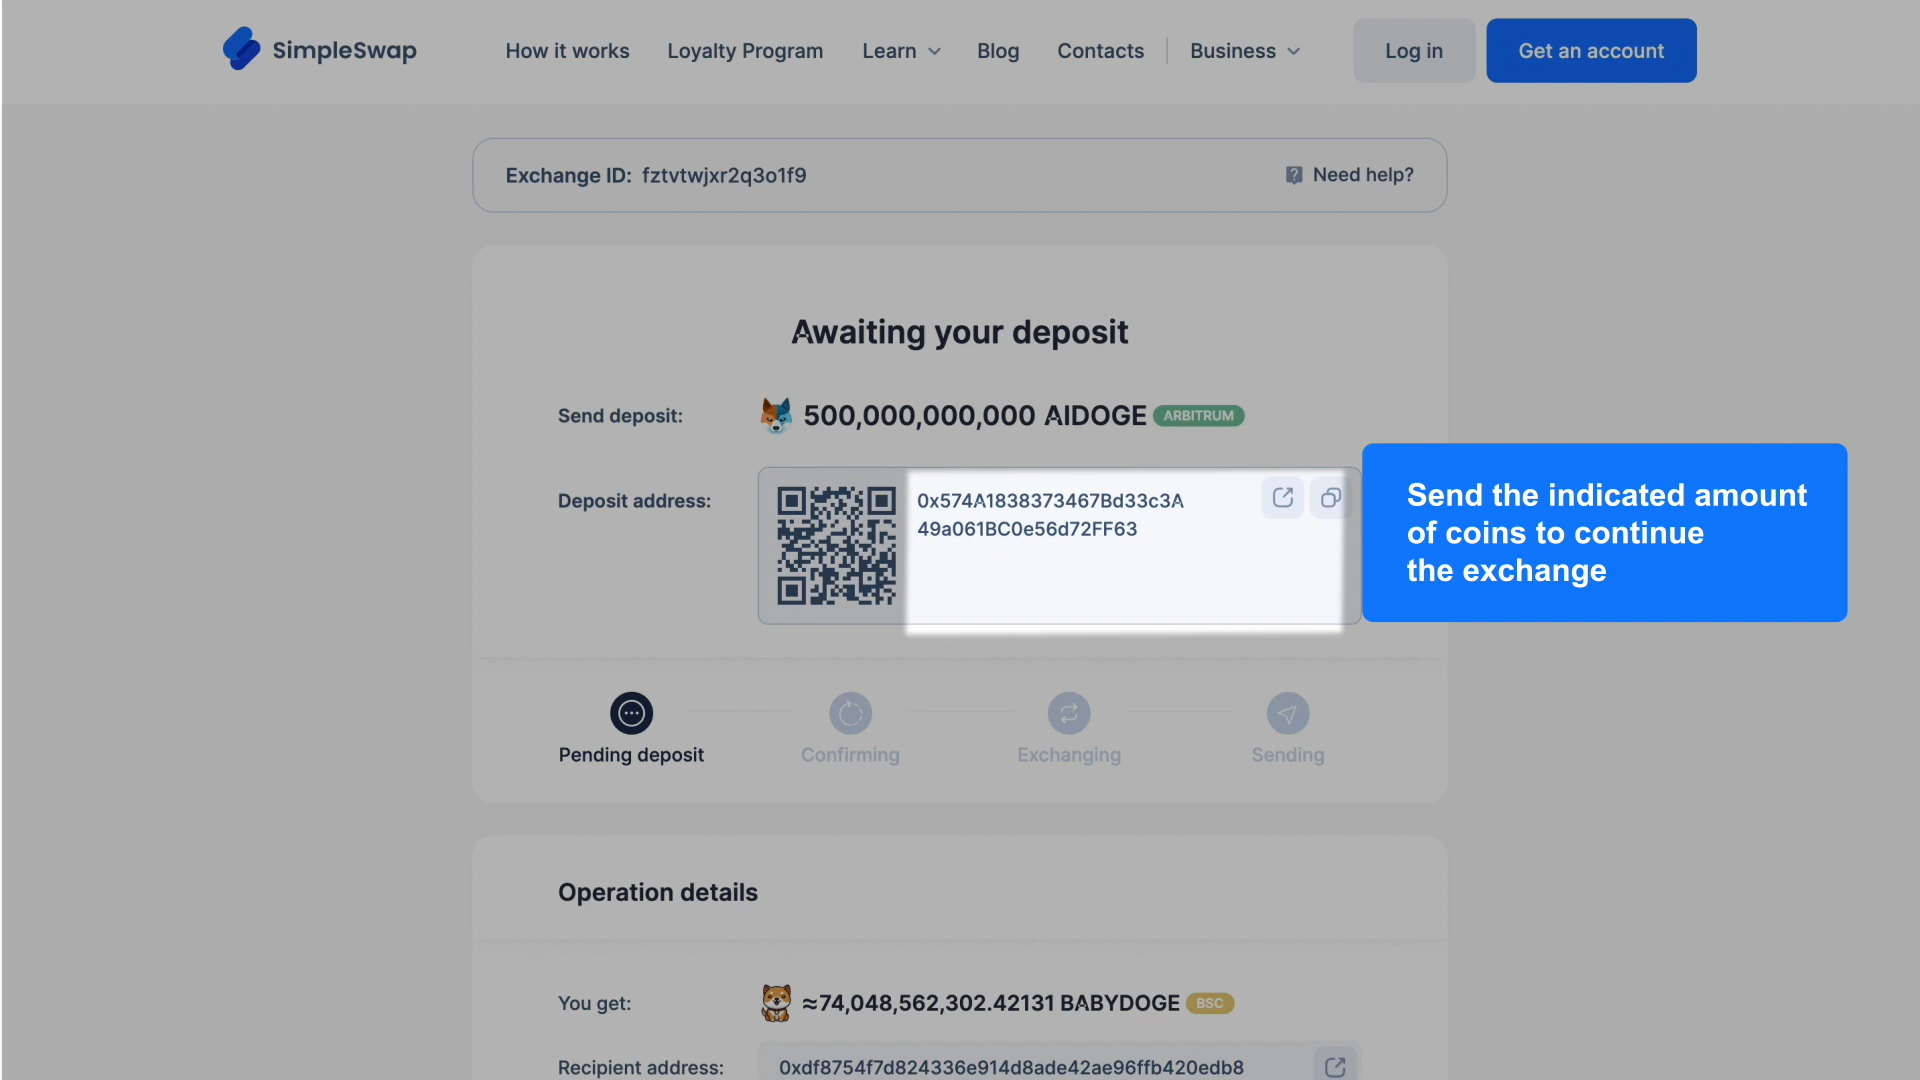 SimpleSwap
How it works
Loyalty Program
Learn
Blog
Contacts
Business
Log in
Get an account
Exchange ID: fztvtwjxr2q3o1f9
Need help?
Awaiting your deposit
Send deposit:
500,000,000,000 AIDOGE ARBITRUM
Deposit address:
0x574A1838373467Bd33c3A
49a061BC0e56d72FF63
Send the indicated amount
of coins to continue
the exchange
Pending deposit
Confirming
Exchanging
Sending
Operation details
You get:
≈74,048,562,302.42131 BABYDOGE BSC
Recipient address:
0xdf8754f7d824336e914d8ade42ae96ffb420edb8